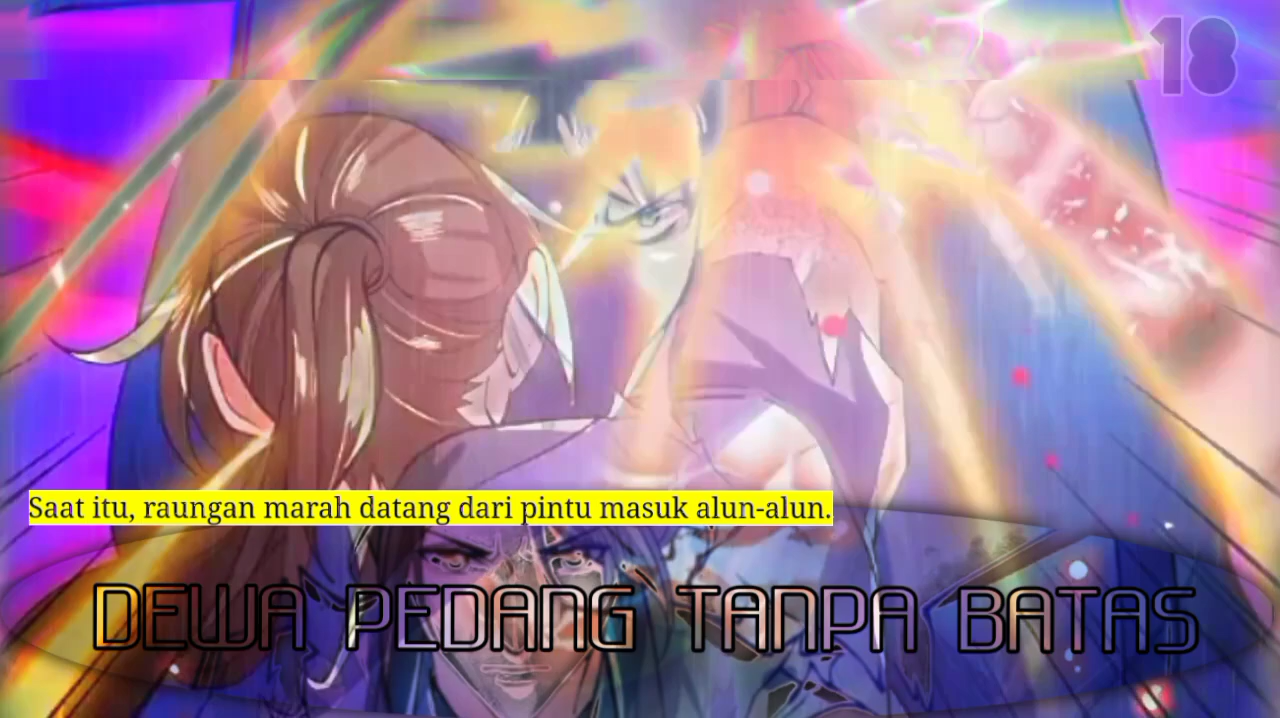 18
Saat itu, raungan marah datang dari pintu masuk alun-alun.
DEWA PEDANG TANPA BATAS